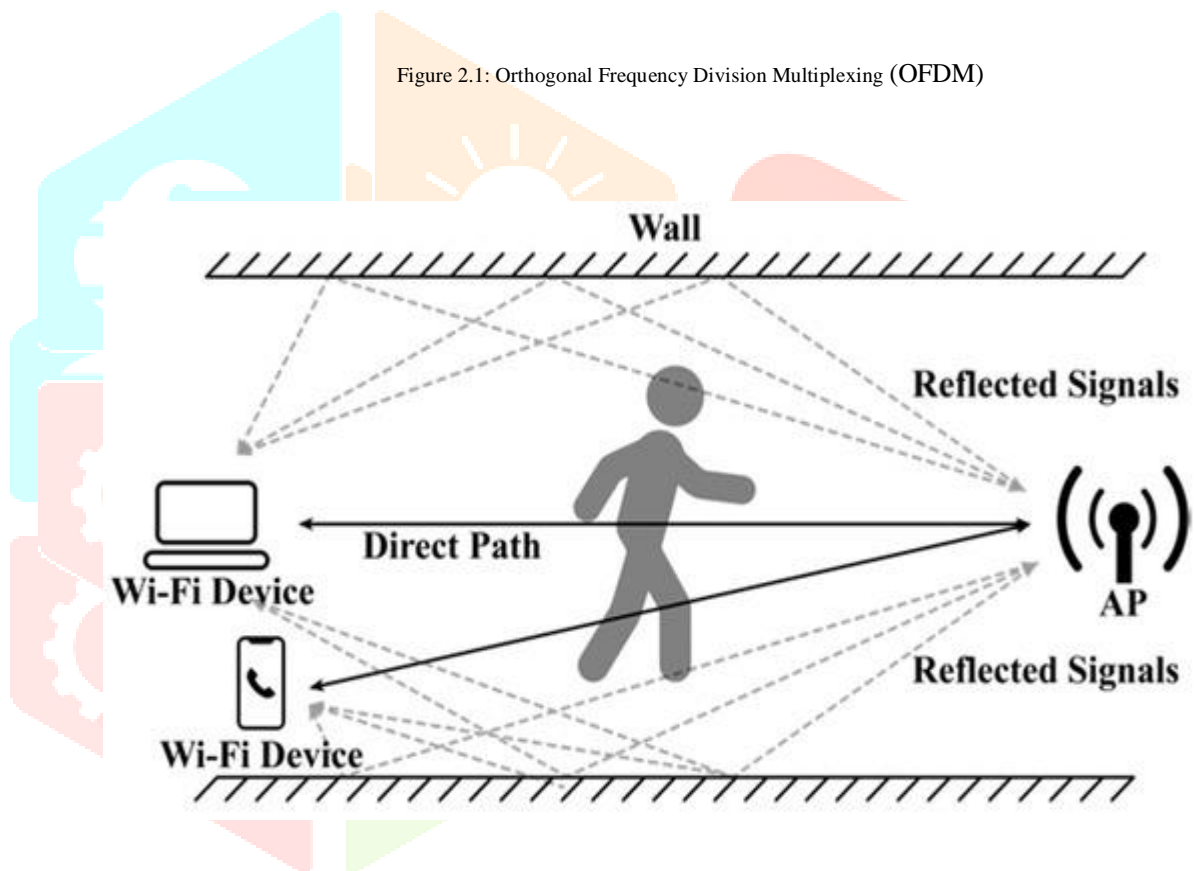 Figure 2.1: Orthogonal Frequency Division Multiplexing (OFDM)
Wall
Reflected Signals
Direct Path
Wi-Fi Device
AP
Reflected Signals
Wi-Fi Device